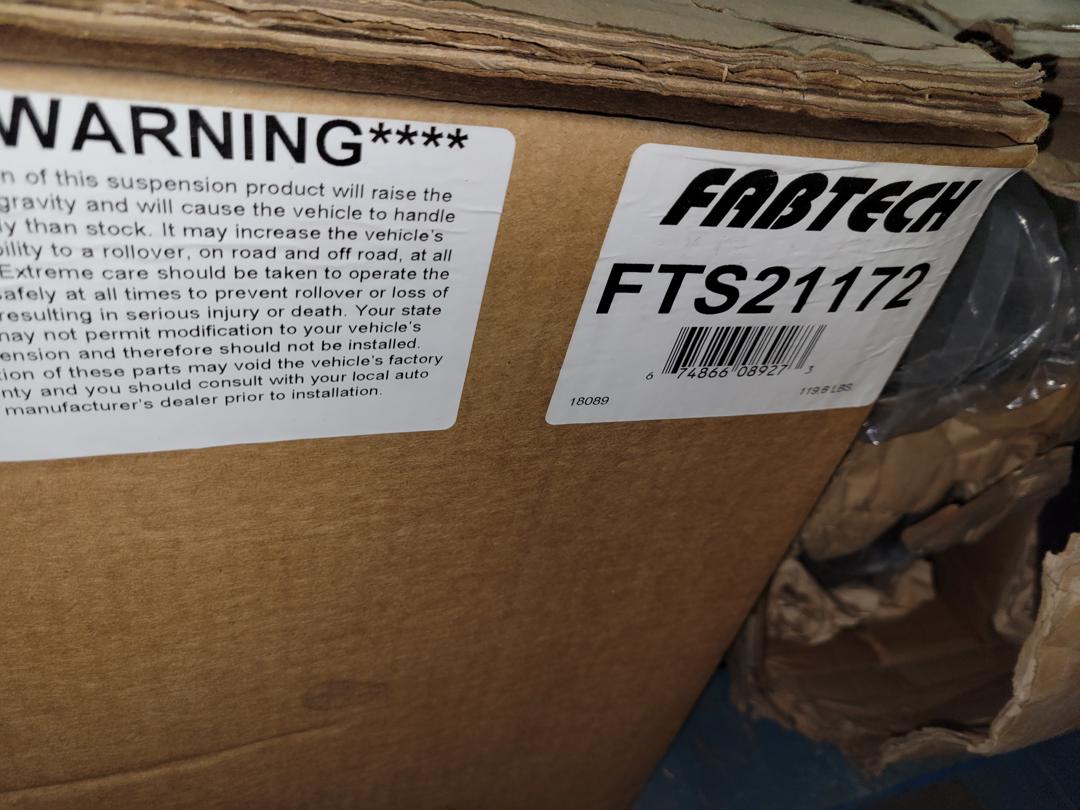 WARNING****
n of this suspension product will raise the
gravity and will cause the vehicle to handle
ly than stock. It may increase the vehicle's
bility to a rollover, on road and off road, at all
Extreme care should be taken to operate the
safely at all times to prevent rollover or loss of
resulting in serious injury or death. Your state
may not permit modification to your vehicle's
ension and therefore should not be installed.
tion of these parts may void the vehicle's factory
nty and you should consult with your local auto
manufacturer's dealer prior to installation.
FABTECH
FTS21172
6 74866 08927 3
18089 119.6 LBS.